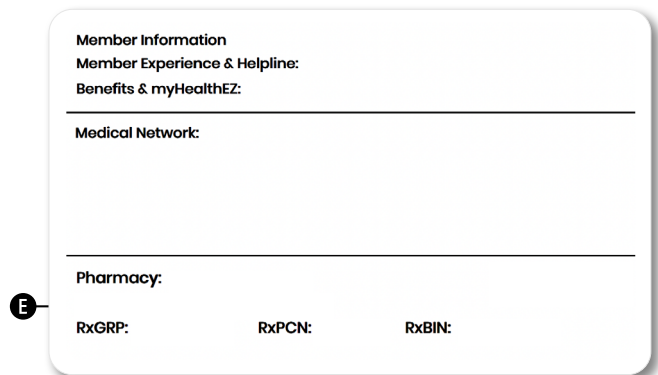 Member Information
Member Experience & Helpline:
Benefits & myHealthEZ:
Medical Network:
Pharmacy:
E
RxGRP: RxPCN: RxBIN: